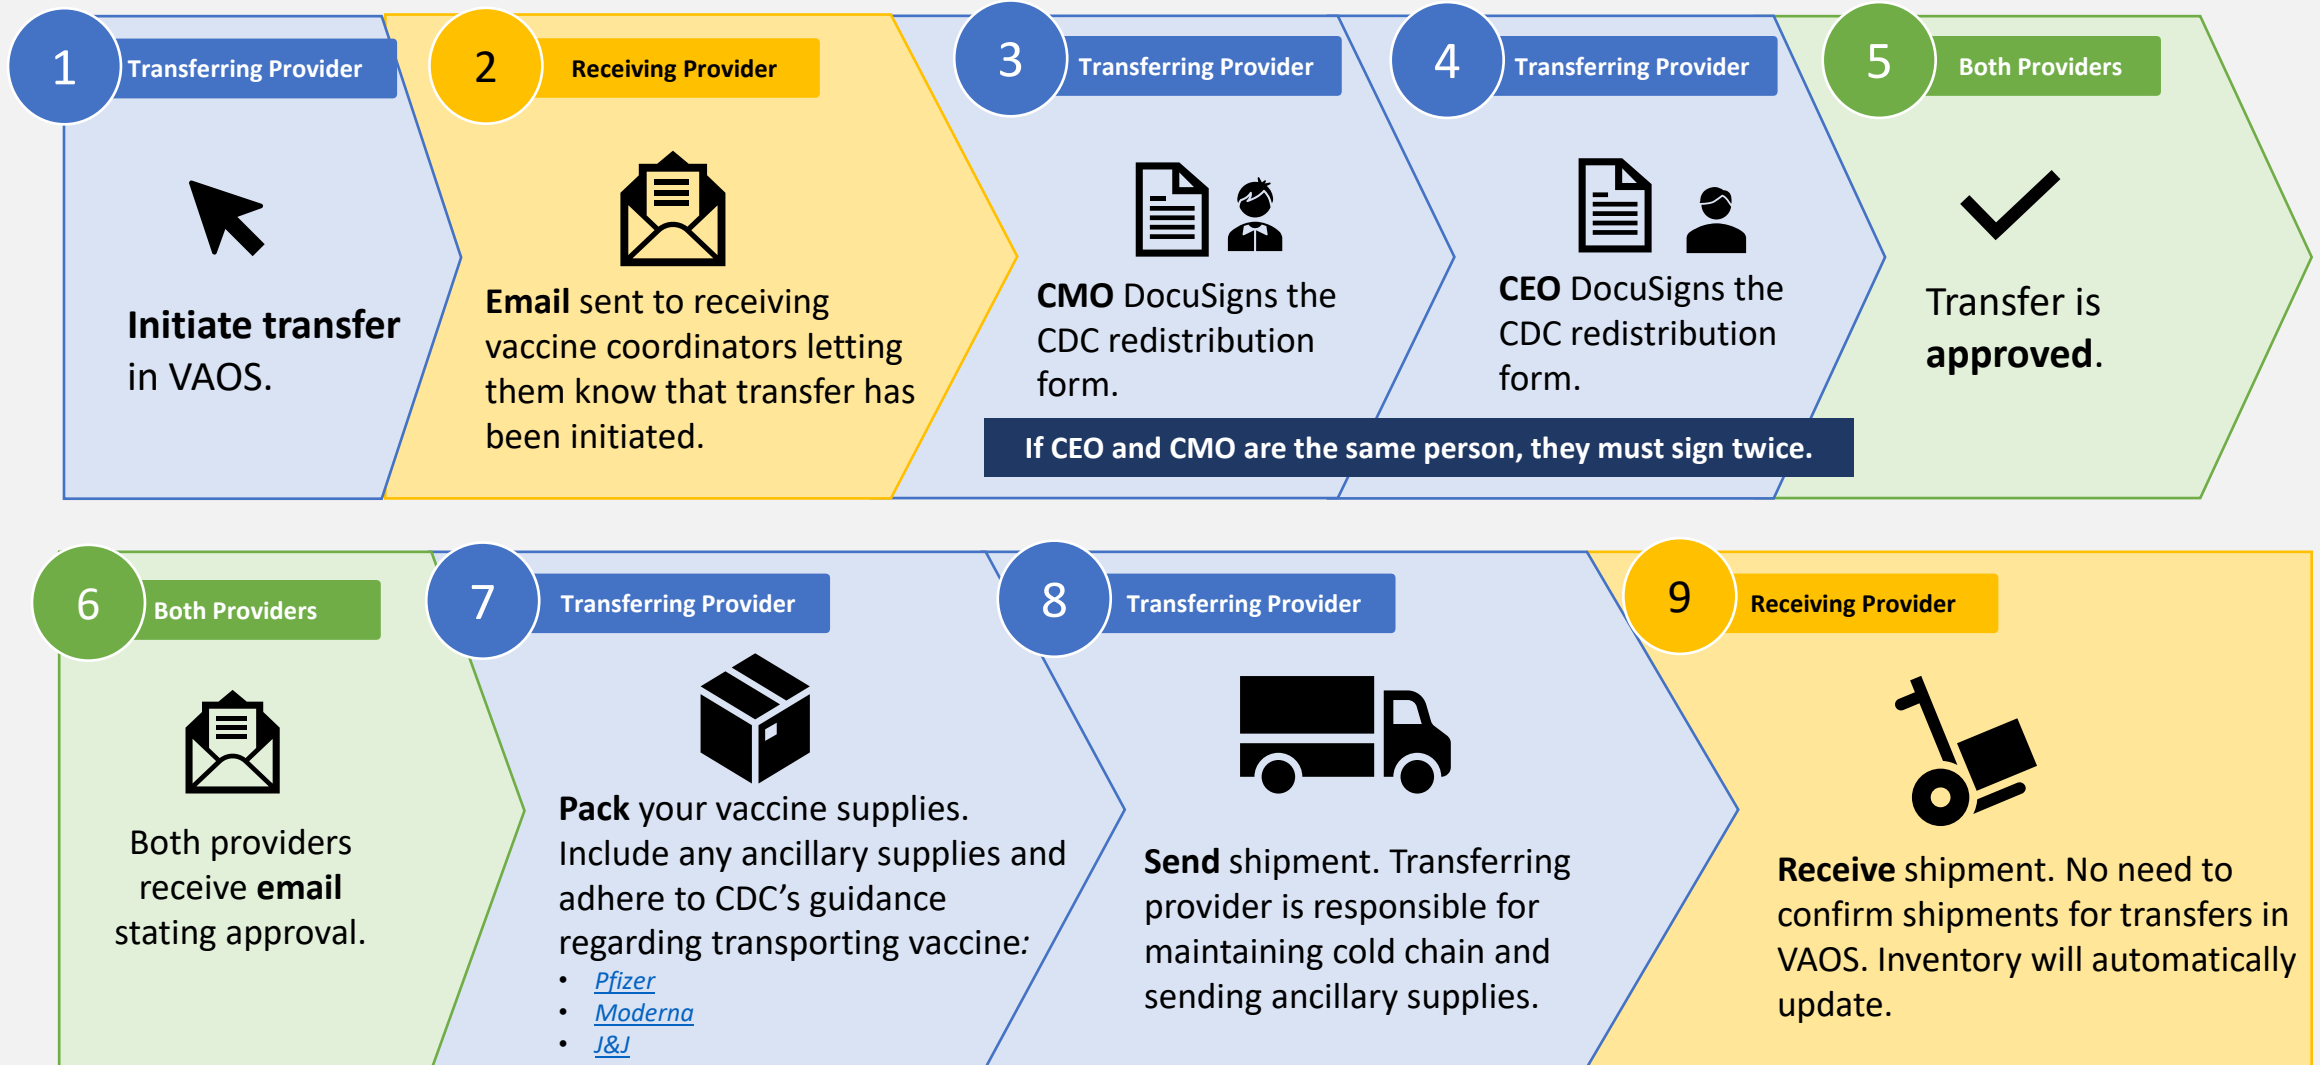 1
Transferring Provider
Initiate transfer
in VAOS.
2
Receiving Provider
Email sent to receiving
vaccine coordinators letting
them know that transfer has
been initiated.
3
Transferring Provider
CMO DocuSigns the
CDC redistribution
form.
4
Transferring Provider
CEO DocuSigns the
CDC redistribution
form.
If CEO and CMO are the same person, they must sign twice.
5
Both Providers
Transfer is
approved.
6
Both Providers
Both providers
receive email
stating approval.
7
Transferring Provider
Pack your vaccine supplies.
Include any ancillary supplies and
adhere to CDC’s guidance
regarding transporting vaccine:
• Pfizer
• Moderna
• J&J
8
Transferring Provider
Send shipment. Transferring
provider is responsible for
maintaining cold chain and
sending ancillary supplies.
9
Receiving Provider
Receive shipment. No need to
confirm shipments for transfers in
VAOS. Inventory will automatically
update.